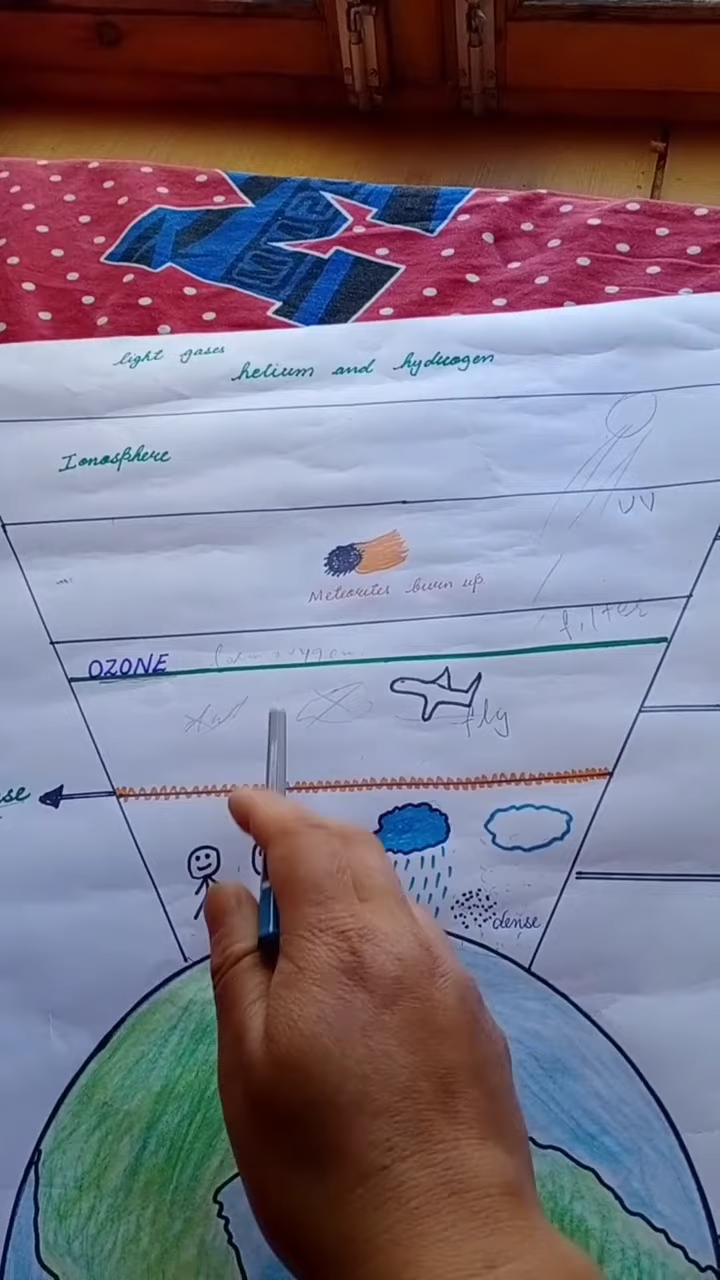 light gases
helium and hydrogen
Ionosphere
UV
Meteorites burn up
filter
OZONE
fly
dense